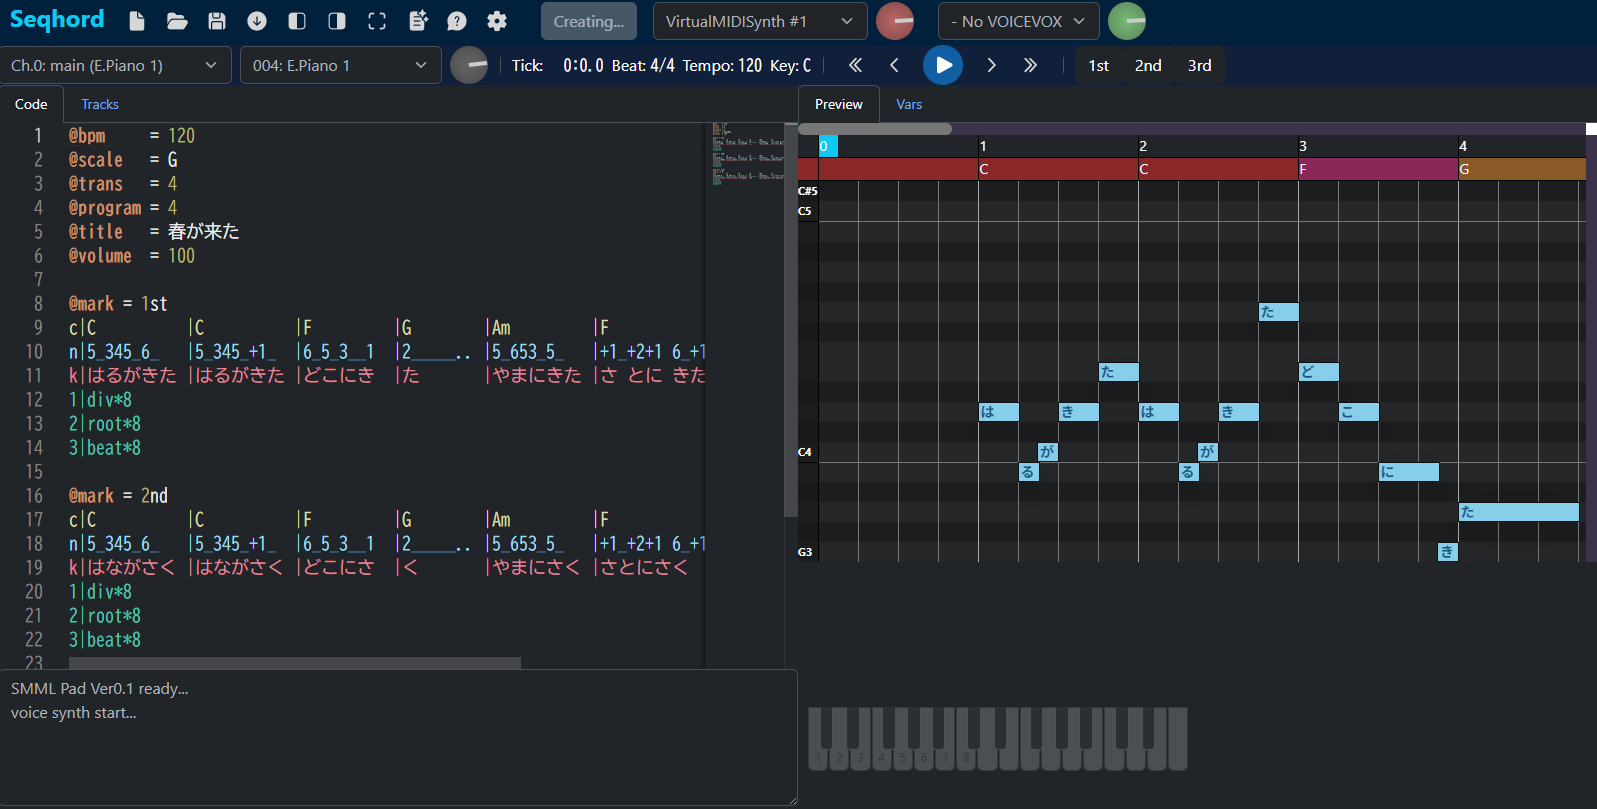 Seqhord
Creating...
VirtualMIDISynth #1
- No VOICEVOX
Ch.0: main (E.Piano 1)
004: E.Piano 1
Tick: 0:0.0 Beat: 4/4 Tempo: 120 Key: C
1st 2nd 3rd
Code Tracks
1 @bpm = 120
2 @scale = G
3 @trans = 4
4 @program = 4
5 @title = 春が来た
6 @volume = 100
7
8 @mark = 1st
9 c|C |C |F |G |Am |F
10 n|5_345_6_ |5_345_+1_ |6_5_3__1 |2_____.. |5_653_5_ |+1_+2+1 6_+1
11 k|はるがきた |はるがきた |どこにき |た |やまにきた |さ とに きた
12 1|div*8
13 2|root*8
14 3|beat*8
15
16 @mark = 2nd
17 c|C |C |F |G |Am |F
18 n|5_345_6_ |5_345_+1_ |6_5_3__1 |2_____.. |5_653_5_ |+1_+2+1 6_+1
19 k|はながさく |はながさく |どこにさ |く |やまにさく |さとにさく
20 1|div*8
21 2|root*8
22 3|beat*8
23
SMML Pad Ver0.1 ready...
voice synth start...
Preview Vars
0 1 2 3 4
C C F G
C#5
C5
た
た ど
は き は き こ
C4 が が
る る に
た
G3 き
1 2 3 4 5 6 7 8